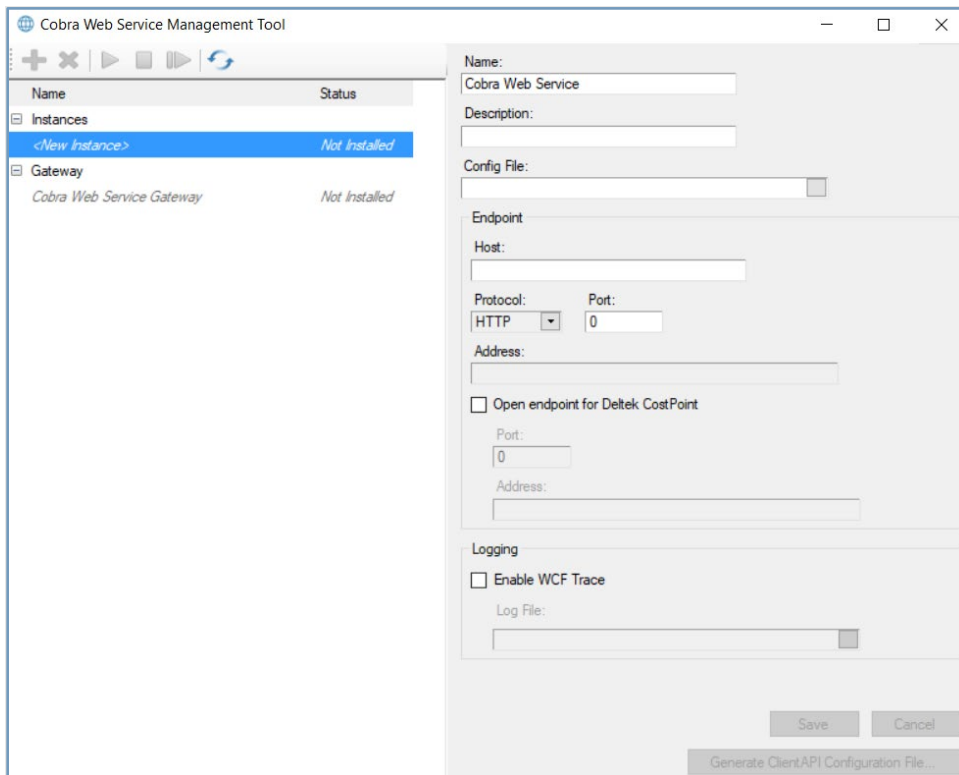 Cobra Web Service Management Tool
Name Status
Instances
<New Instance> Not Installed
Gateway
Cobra Web Service Gateway Not Installed
Name:
Cobra Web Service
Description:
Config File:
Endpoint
Host:
Protocol: Port:
HTTP 0
Address:
Open endpoint for Deltek CostPoint
Port:
0
Address:
Logging
Enable WCF Trace
Log File:
Save Cancel
Generate ClientAPI Configuration File...